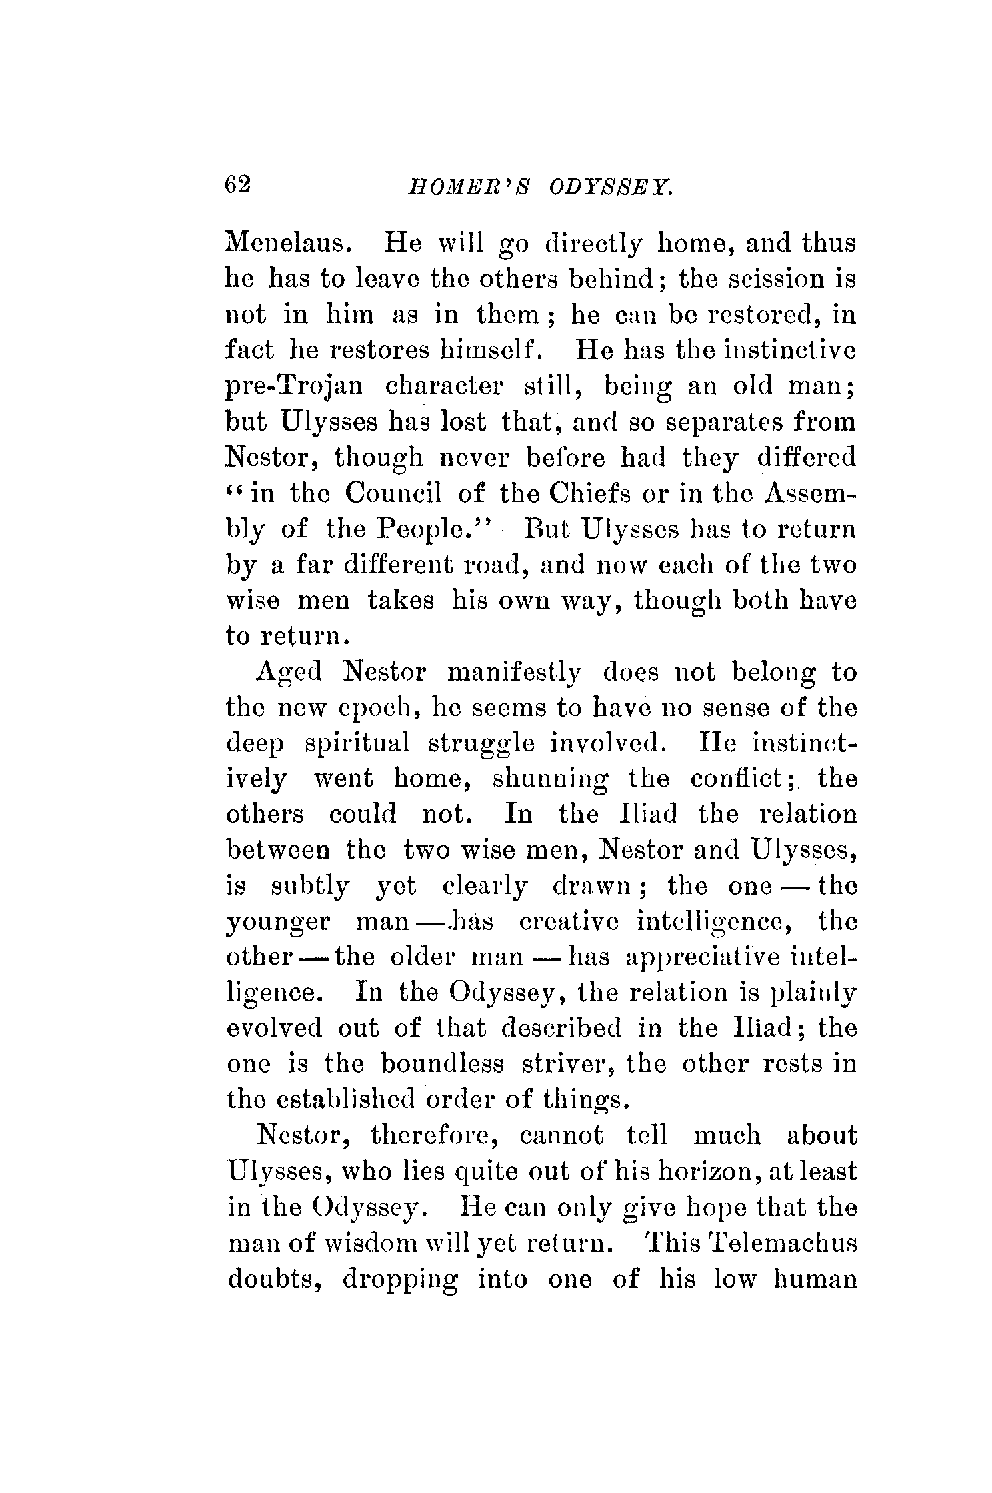 62 HOMER'S ODYSSEY.
Menelaus. He will go directly home, and thus
he has to leave the others behind; the scission is
not in him as in them; he can be restored, in
fact he restores himself. He has the instinctive
pre-Trojan character still, being an old man;
but Ulysses has lost that, and so separates from
Nestor, though never before had they differed
"in the Council of the Chiefs or in the Assem-
bly of the People." But Ulysses has to return
by a far different road, and now each of the two
wise men takes his own way, though both have
to return.
Aged Nestor manifestly does not belong to
the new epoch, he seems to have no sense of the
deep spiritual struggle involved. He instinct-
ively went home, shunning the conflict; the
others could not. In the Iliad the relation
between the two wise men, Nestor and Ulysses,
is subtly yet clearly drawn; the one — the
younger man — has creative intelligence, the
other — the older man — has appreciative intel-
ligence. In the Odyssey, the relation is plainly
evolved out of that described in the Iliad; the
one is the boundless striver, the other rests in
the established order of things.
Nestor, therefore, cannot tell much about
Ulysses, who lies quite out of his horizon, at least
in the Odyssey. He can only give hope that the
man of wisdom will yet return. This Telemachus
doubts, dropping into one of his low human